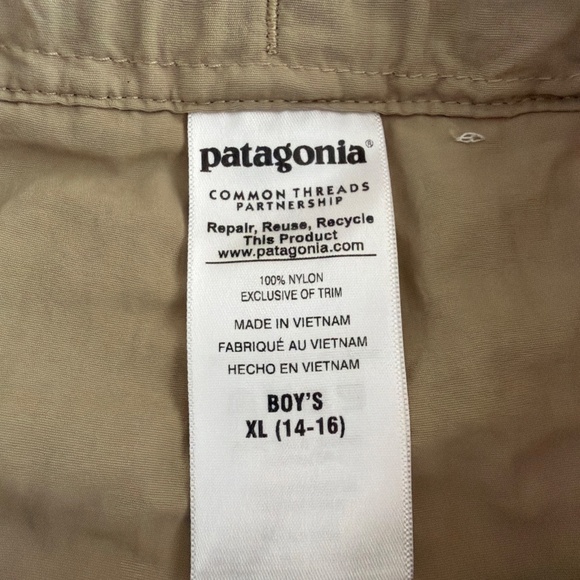 patagonia®
COMMON THREADS
PARTNERSHIP
Repair, Reuse, Recycle
This Product
www.patagonia.com
100% NYLON
EXCLUSIVE OF TRIM
MADE IN VIETNAM
FABRIQUÉ AU VIETNAM
HECHO EN VIETNAM
BOY'S
XL (14-16)